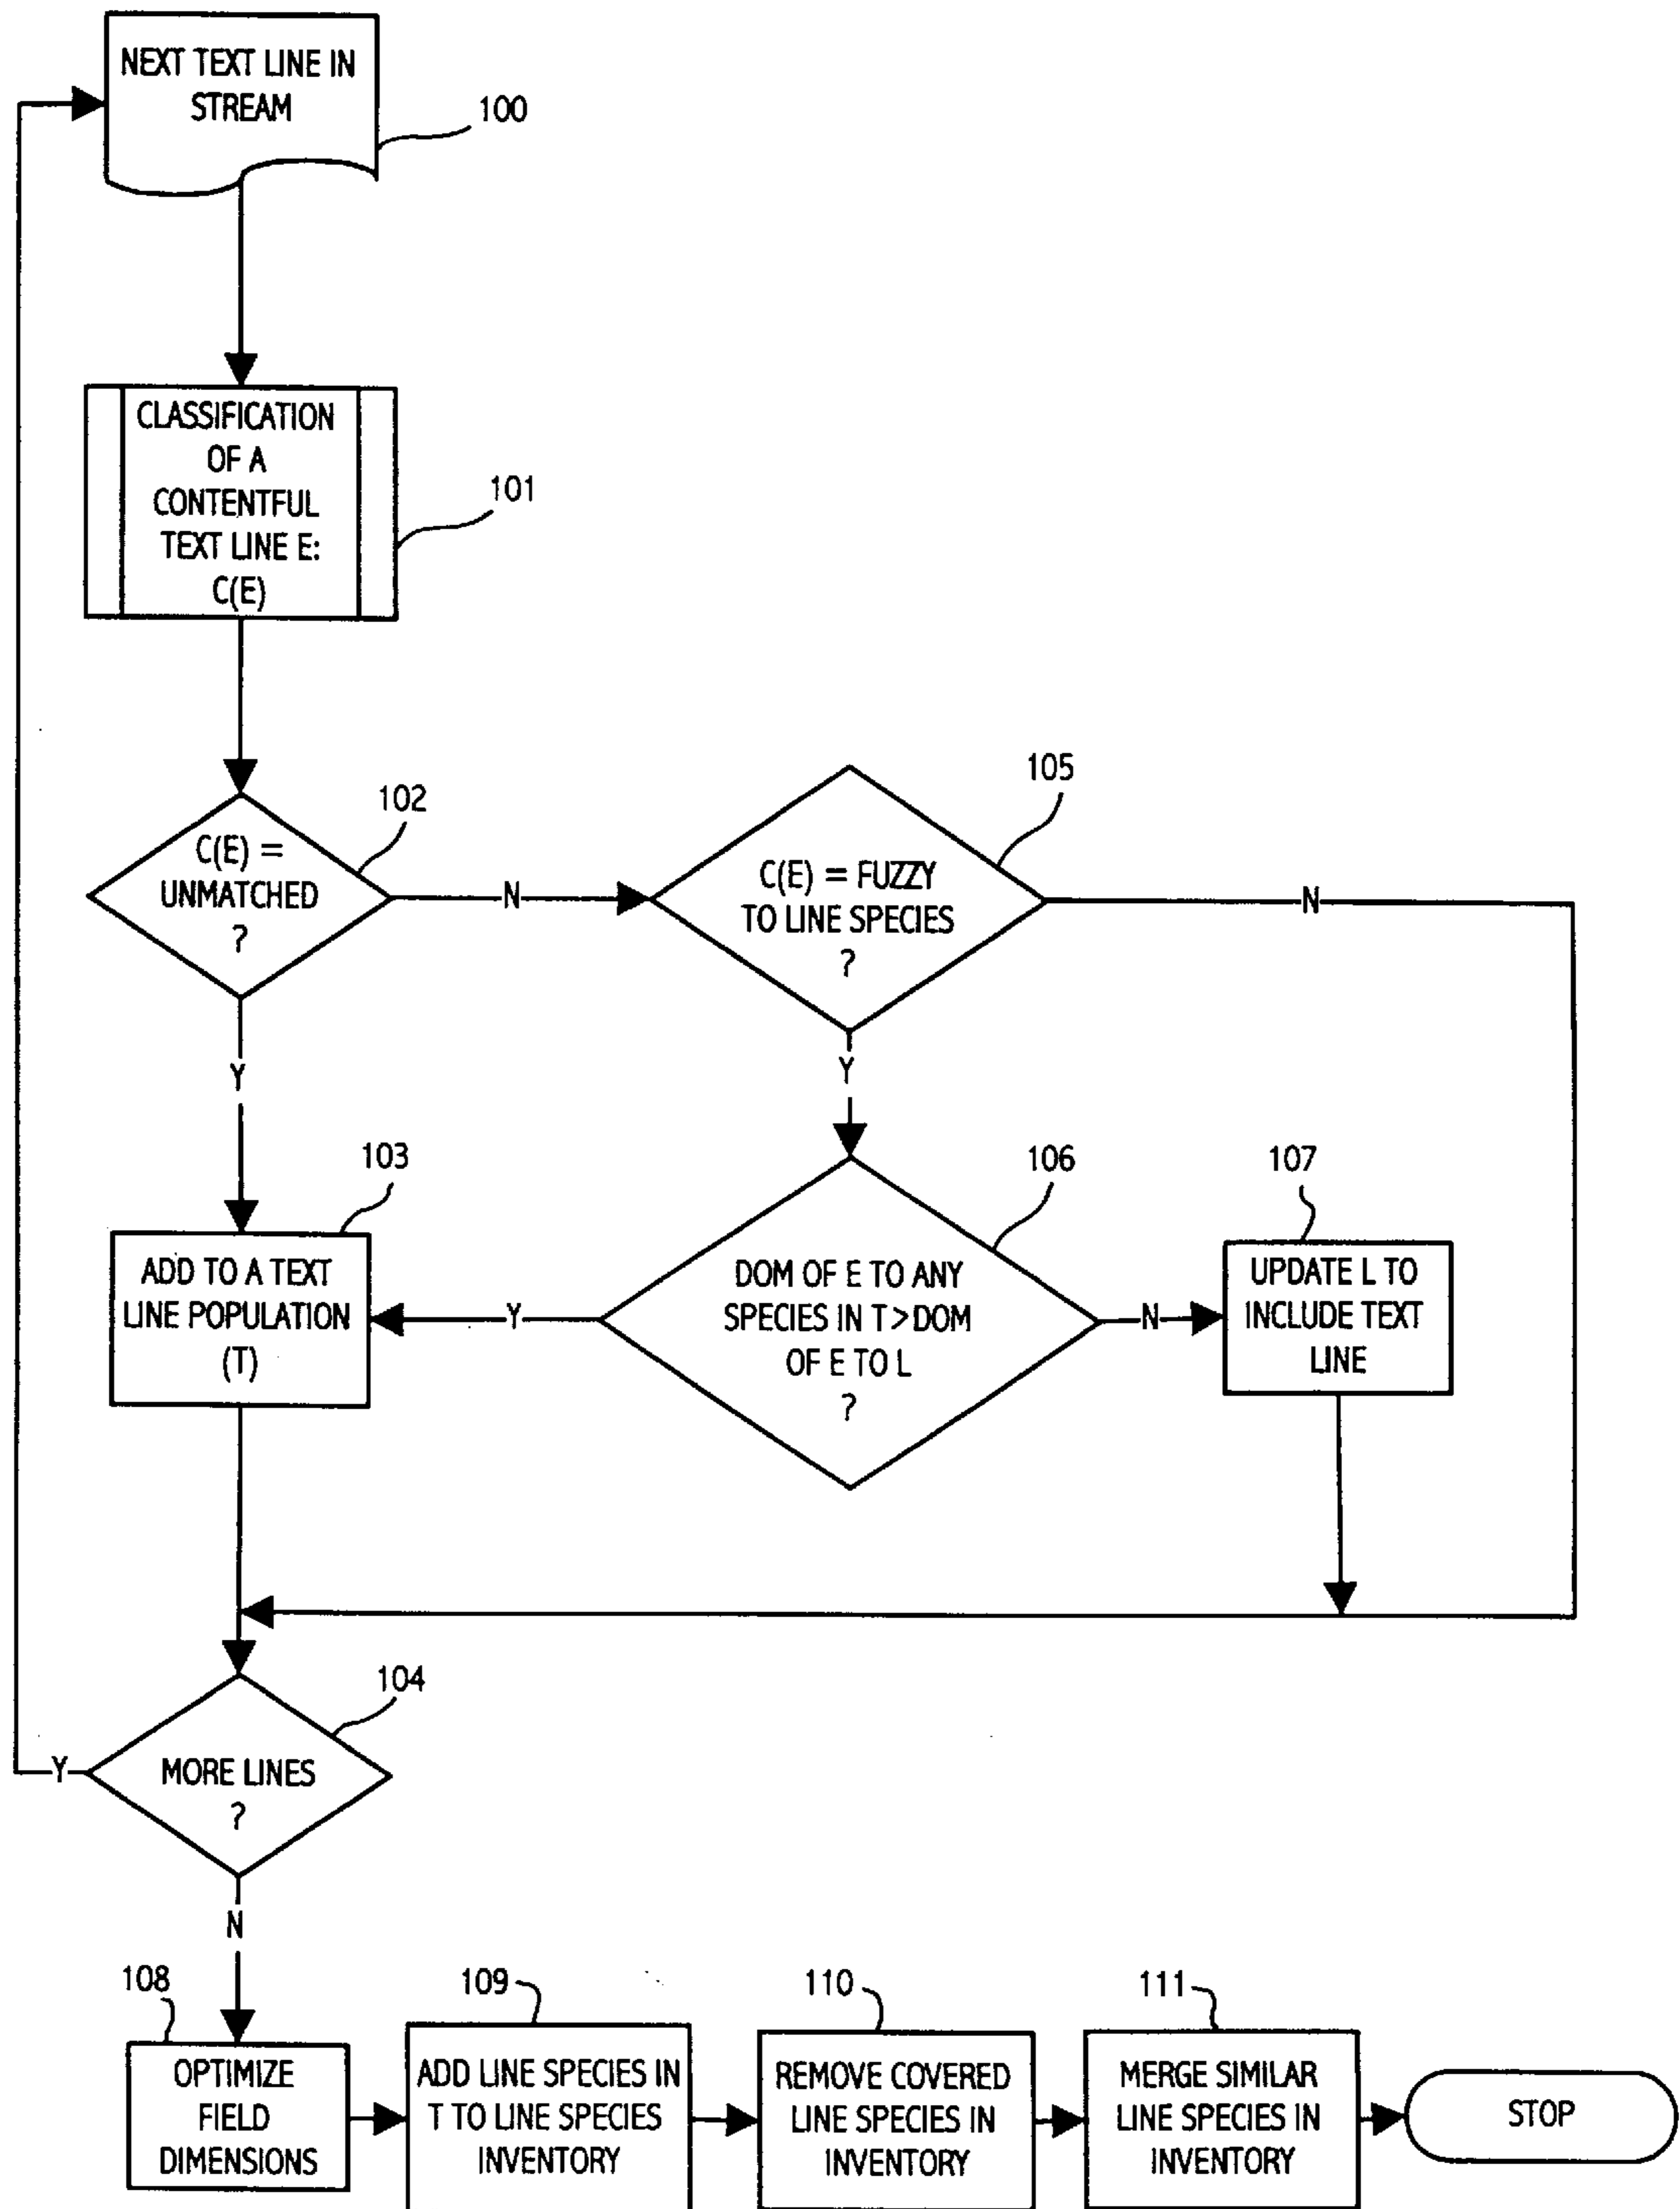 NEXT TEXT LINE IN
STREAM
100
CLASSIFICATION
OF A
CONTENTFUL
TEXT LINE E:
C(E)
101
C(E) =
UNMATCHED
?
102
N
C(E) = FUZZY
TO LINE SPECIES
?
105
N
Y
Y
ADD TO A TEXT
LINE POPULATION
(T)
103
Y
DOM OF E TO ANY
SPECIES IN T>DOM
OF E TO L
?
106
N
UPDATE L TO
INCLUDE TEXT
LINE
107
MORE LINES
?
104
Y
N
OPTIMIZE
FIELD
DIMENSIONS
108
ADD LINE SPECIES IN
T TO LINE SPECIES
INVENTORY
109
REMOVE COVERED
LINE SPECIES IN
INVENTORY
110
MERGE SIMILAR
LINE SPECIES IN
INVENTORY
111
STOP